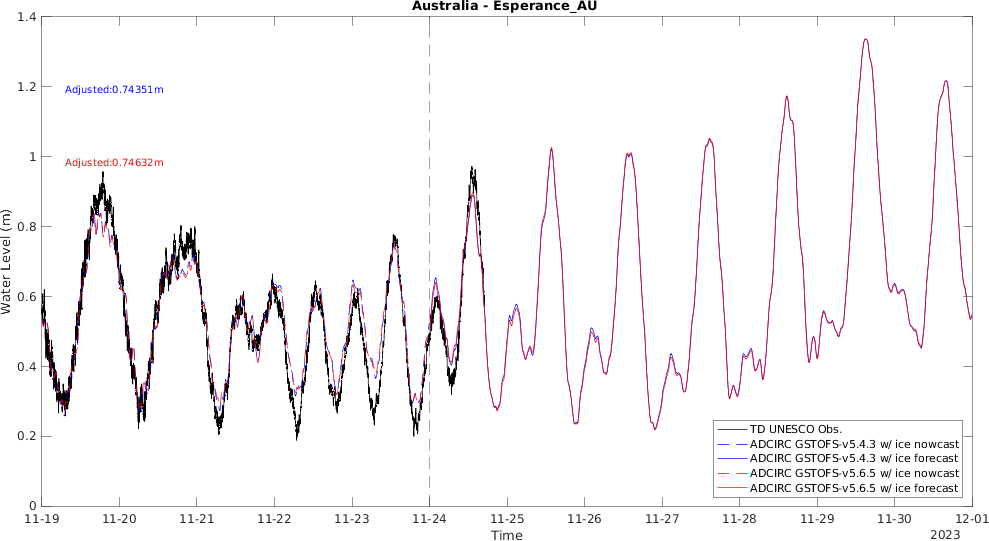 Australia - Esperance_AU
1.4
1.2
1
0.8
0.6
0.4
0.2
0
Water Level (m)
Adjusted:0.74351m
Adjusted:0.74632m
TD UNESCO Obs.
ADCIRC GSTOFS-v5.4.3 w/ ice nowcast
ADCIRC GSTOFS-v5.4.3 w/ ice forecast
ADCIRC GSTOFS-v5.6.5 w/ ice nowcast
ADCIRC GSTOFS-v5.6.5 w/ ice forecast
11-19 11-20 11-21 11-22 11-23 11-24 11-25 11-26 11-27 11-28 11-29 11-30 12-01
Time
2023